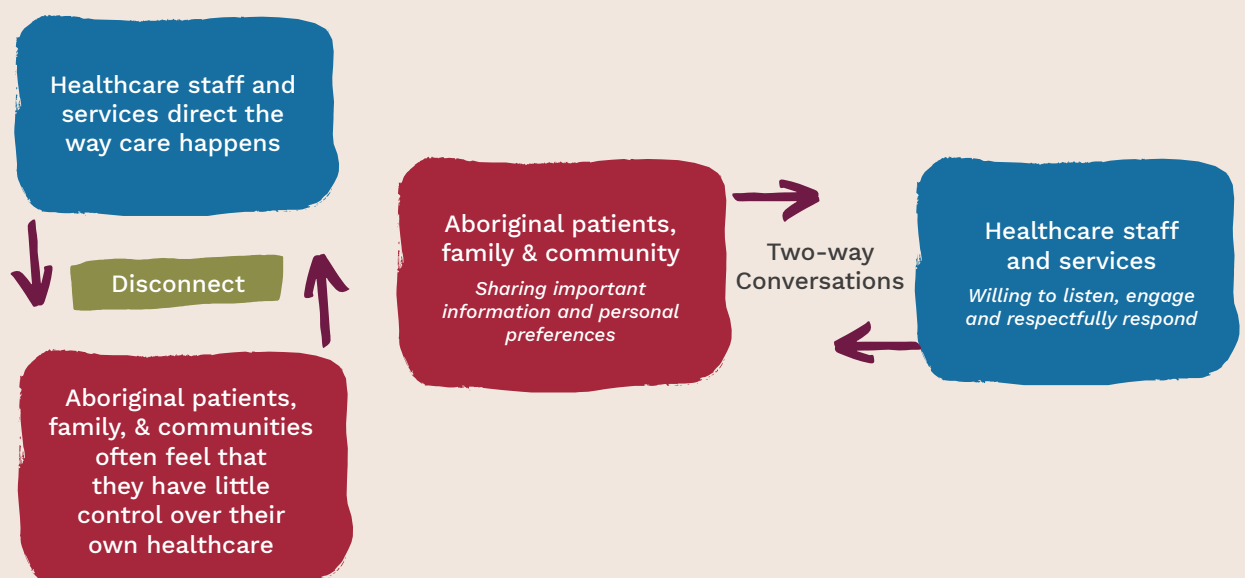 Healthcare staff and
services direct the
way care happens
Disconnect
Aboriginal patients,
family, & communities
often feel that
they have little
control over their
own healthcare
Aboriginal patients,
family & community
Sharing important
information and personal
preferences
Two-way
Conversations
Healthcare staff
and services
Willing to listen, engage
and respectfully respond